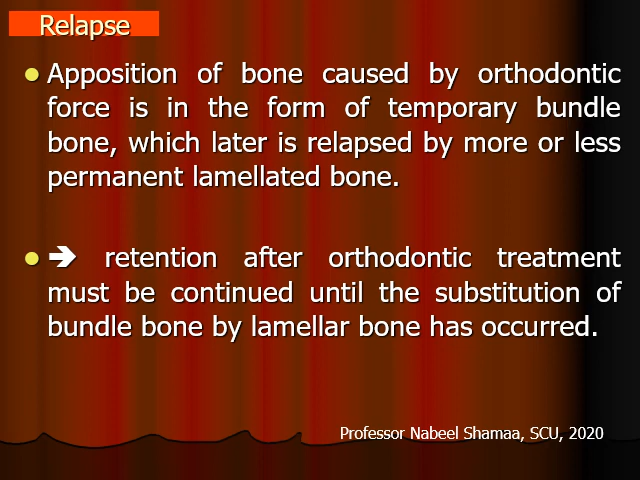 Relapse
Apposition of bone caused by orthodontic
force is in the form of temporary bundle
bone, which later is relapsed by more or less
permanent lamellated bone.
➔ retention after orthodontic treatment
must be continued until the substitution of
bundle bone by lamellar bone has occurred.
Professor Nabeel Shamaa, SCU, 2020